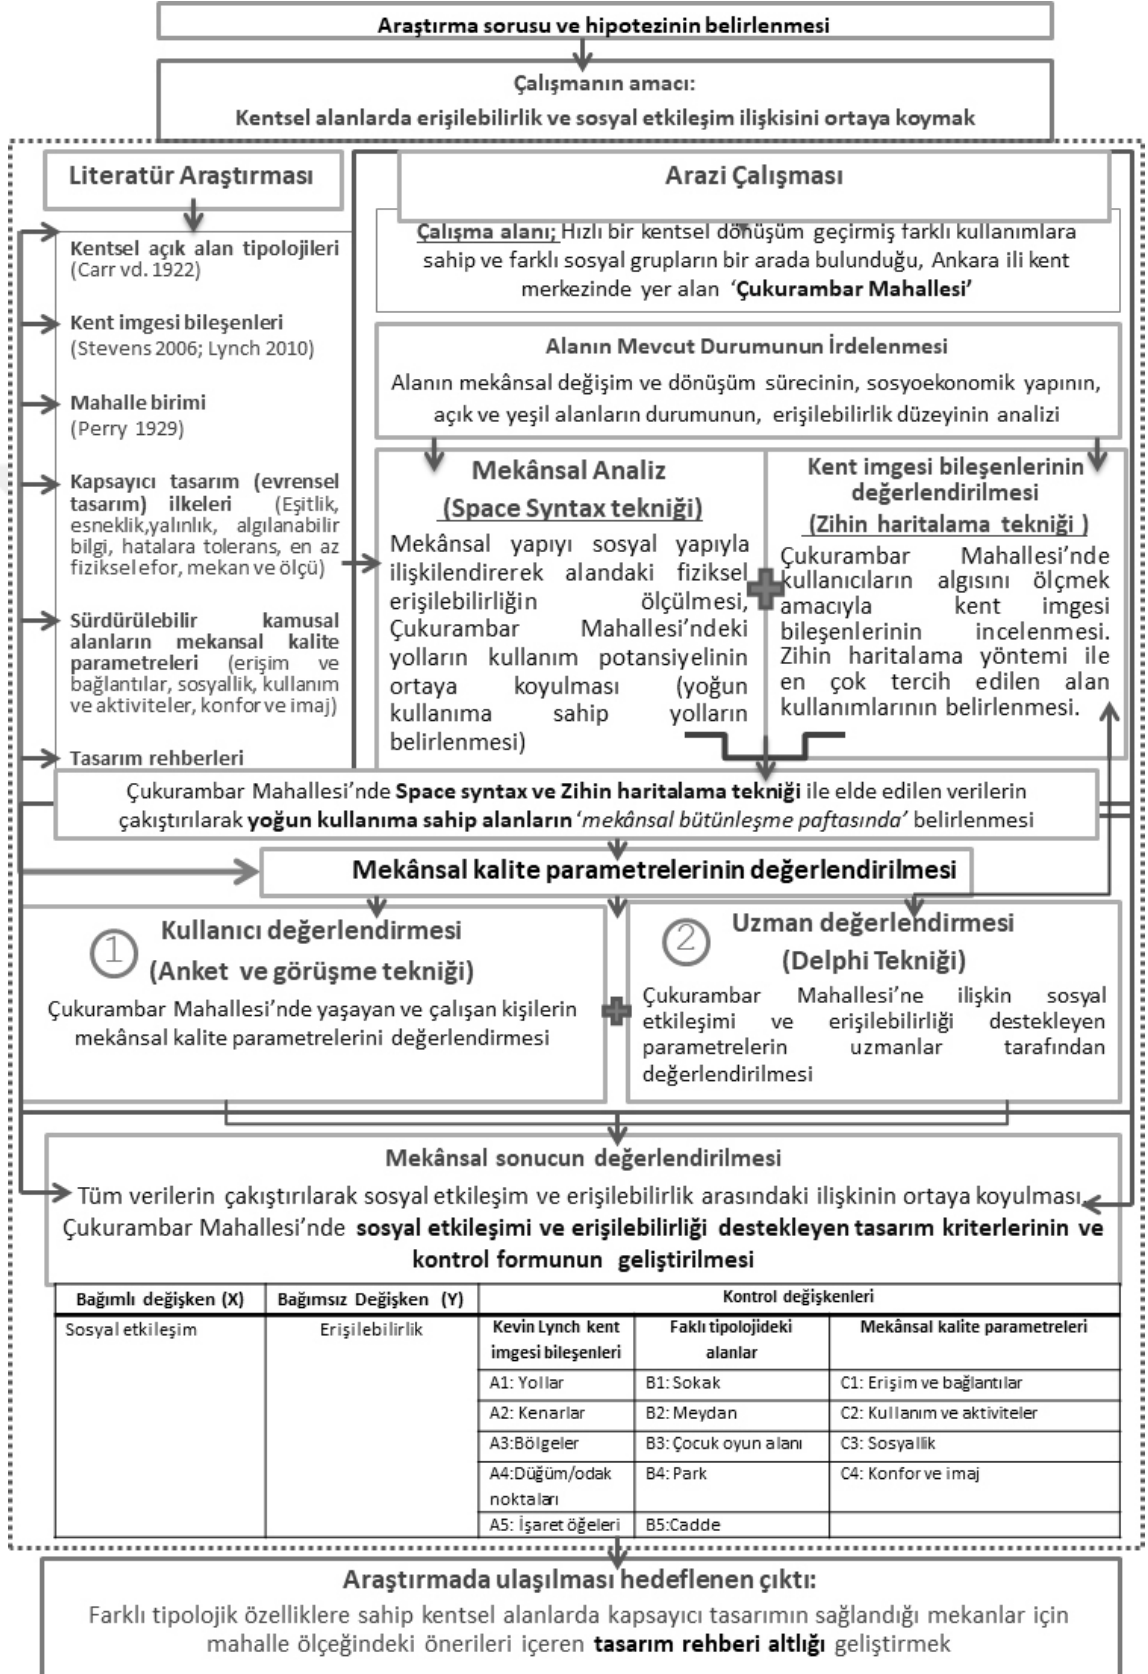 Araştırma sorusu ve hipotezinin belirlenmesi
Çalışmanın amacı:
Kentsel alanlarda erişilebilirlik ve sosyal etkileşim ilişkisini ortaya koymak
Literatür Araştırması
Kentsel açık alan tipolojileri
(Carr vd. 1922)
Kent imgesi bileşenleri
(Stevens 2006; Lynch 2010)
Mahalle birimi
(Perry 1929)
Kapsayıcı tasarım (evrensel
tasarım) ilkeleri (Eşitlik,
esneklik,yalınlık, algılanabilir
bilgi, hatalara tolerans, en az
fiziksel efor, mekan ve ölçü)
Sürdürülebilir kamusal
alanların mekansal kalite
parametreleri (erişim ve
bağlantılar, sosyallik, kullanım
ve aktiviteler, konfor ve imaj)
Tasarım rehberleri
Arazi Çalışması
Çalışma alanı; Hızlı bir kentsel dönüşüm geçirmiş farklı kullanımlara
sahip ve farklı sosyal grupların bir arada bulunduğu, Ankara ili kent
merkezinde yer alan ‘Çukurambar Mahallesi’
Alanın Mevcut Durumunun İrdelenmesi
Alanın mekânsal değişim ve dönüşüm sürecinin, sosyoekonomik yapının,
açık ve yeşil alanların durumunun, erişilebilirlik düzeyinin analizi
Mekânsal Analiz
(Space Syntax tekniği)
Mekânsal yapıyı sosyal yapıyla
ilişkilendirerek alandaki fiziksel
erişilebilirliğin ölçülmesi,
Çukurambar Mahallesi’ndeki
yolların kullanım potansiyelinin
ortaya koyulması (yoğun
kullanıma sahip yolların
belirlenmesi)
Kent imgesi bileşenlerinin
değerlendirilmesi
(Zihin haritalama tekniği )
Çukurambar Mahallesi’nde
kullanıcıların algısını ölçmek
amacıyla kent imgesi
bileşenlerinin incelenmesi.
Zihin haritalama yöntemi ile
en çok tercih edilen alan
kullanımlarının belirlenmesi.
Çukurambar Mahallesi’nde Space syntax ve Zihin haritalama tekniği ile elde edilen verilerin
çakıştırılarak yoğun kullanıma sahip alanların ‘mekânsal bütünleşme paftasında’ belirlenmesi
Mekânsal kalite parametrelerinin değerlendirilmesi
1 Kullanıcı değerlendirmesi
(Anket ve görüşme tekniği)
Çukurambar Mahallesi’nde yaşayan ve çalışan kişilerin
mekânsal kalite parametrelerini değerlendirmesi
2 Uzman değerlendirmesi
(Delphi Tekniği)
Çukurambar Mahallesi’ne ilişkin sosyal
etkileşimi ve erişilebilirliği destekleyen
parametrelerin uzmanlar tarafından
değerlendirilmesi
Mekânsal sonucun değerlendirilmesi
Tüm verilerin çakıştırılarak sosyal etkileşim ve erişilebilirlik arasındaki ilişkinin ortaya koyulması,
Çukurambar Mahallesi’nde sosyal etkileşimi ve erişilebilirliği destekleyen tasarım kriterlerinin ve
kontrol formunun geliştirilmesi
Bağımlı değişken (X) Bağımsız Değişken (Y) Kontrol değişkenleri
Sosyal etkileşim Erişilebilirlik Kevin Lynch kent Faklı tipolojideki Mekânsal kalite parametreleri
imgesi bileşenleri alanlar
A1: Yollar B1: Sokak C1: Erişim ve bağlantılar
A2: Kenarlar B2: Meydan C2: Kullanım ve aktiviteler
A3:Bölgeler B3: Çocuk oyun alanı C3: Sosyallik
A4:Düğüm/odak B4: Park C4: Konfor ve imaj
noktaları
A5: İşaret öğeleri B5:Cadde
Araştırmada ulaşılması hedeflenen çıktı:
Farklı tipolojik özelliklere sahip kentsel alanlarda kapsayıcı tasarımın sağlandığı mekanlar için
mahalle ölçeğindeki önerileri içeren tasarım rehberi altlığı geliştirmek